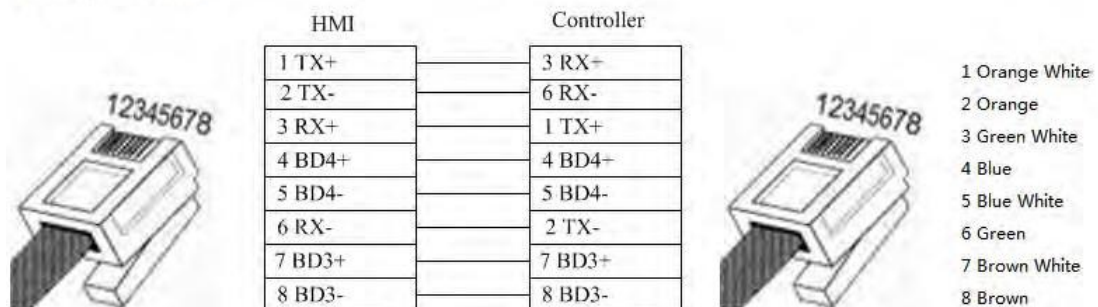 HMI Controller
1 TX+ 3 RX+
2 TX- 6 RX-
3 RX+ 1 TX+
4 BD4+ 4 BD4+
5 BD4- 5 BD4-
6 RX- 2 TX-
7 BD3+ 7 BD3+
8 BD3- 8 BD3-
12345678
12345678
1 Orange White
2 Orange
3 Green White
4 Blue
5 Blue White
6 Green
7 Brown White
8 Brown